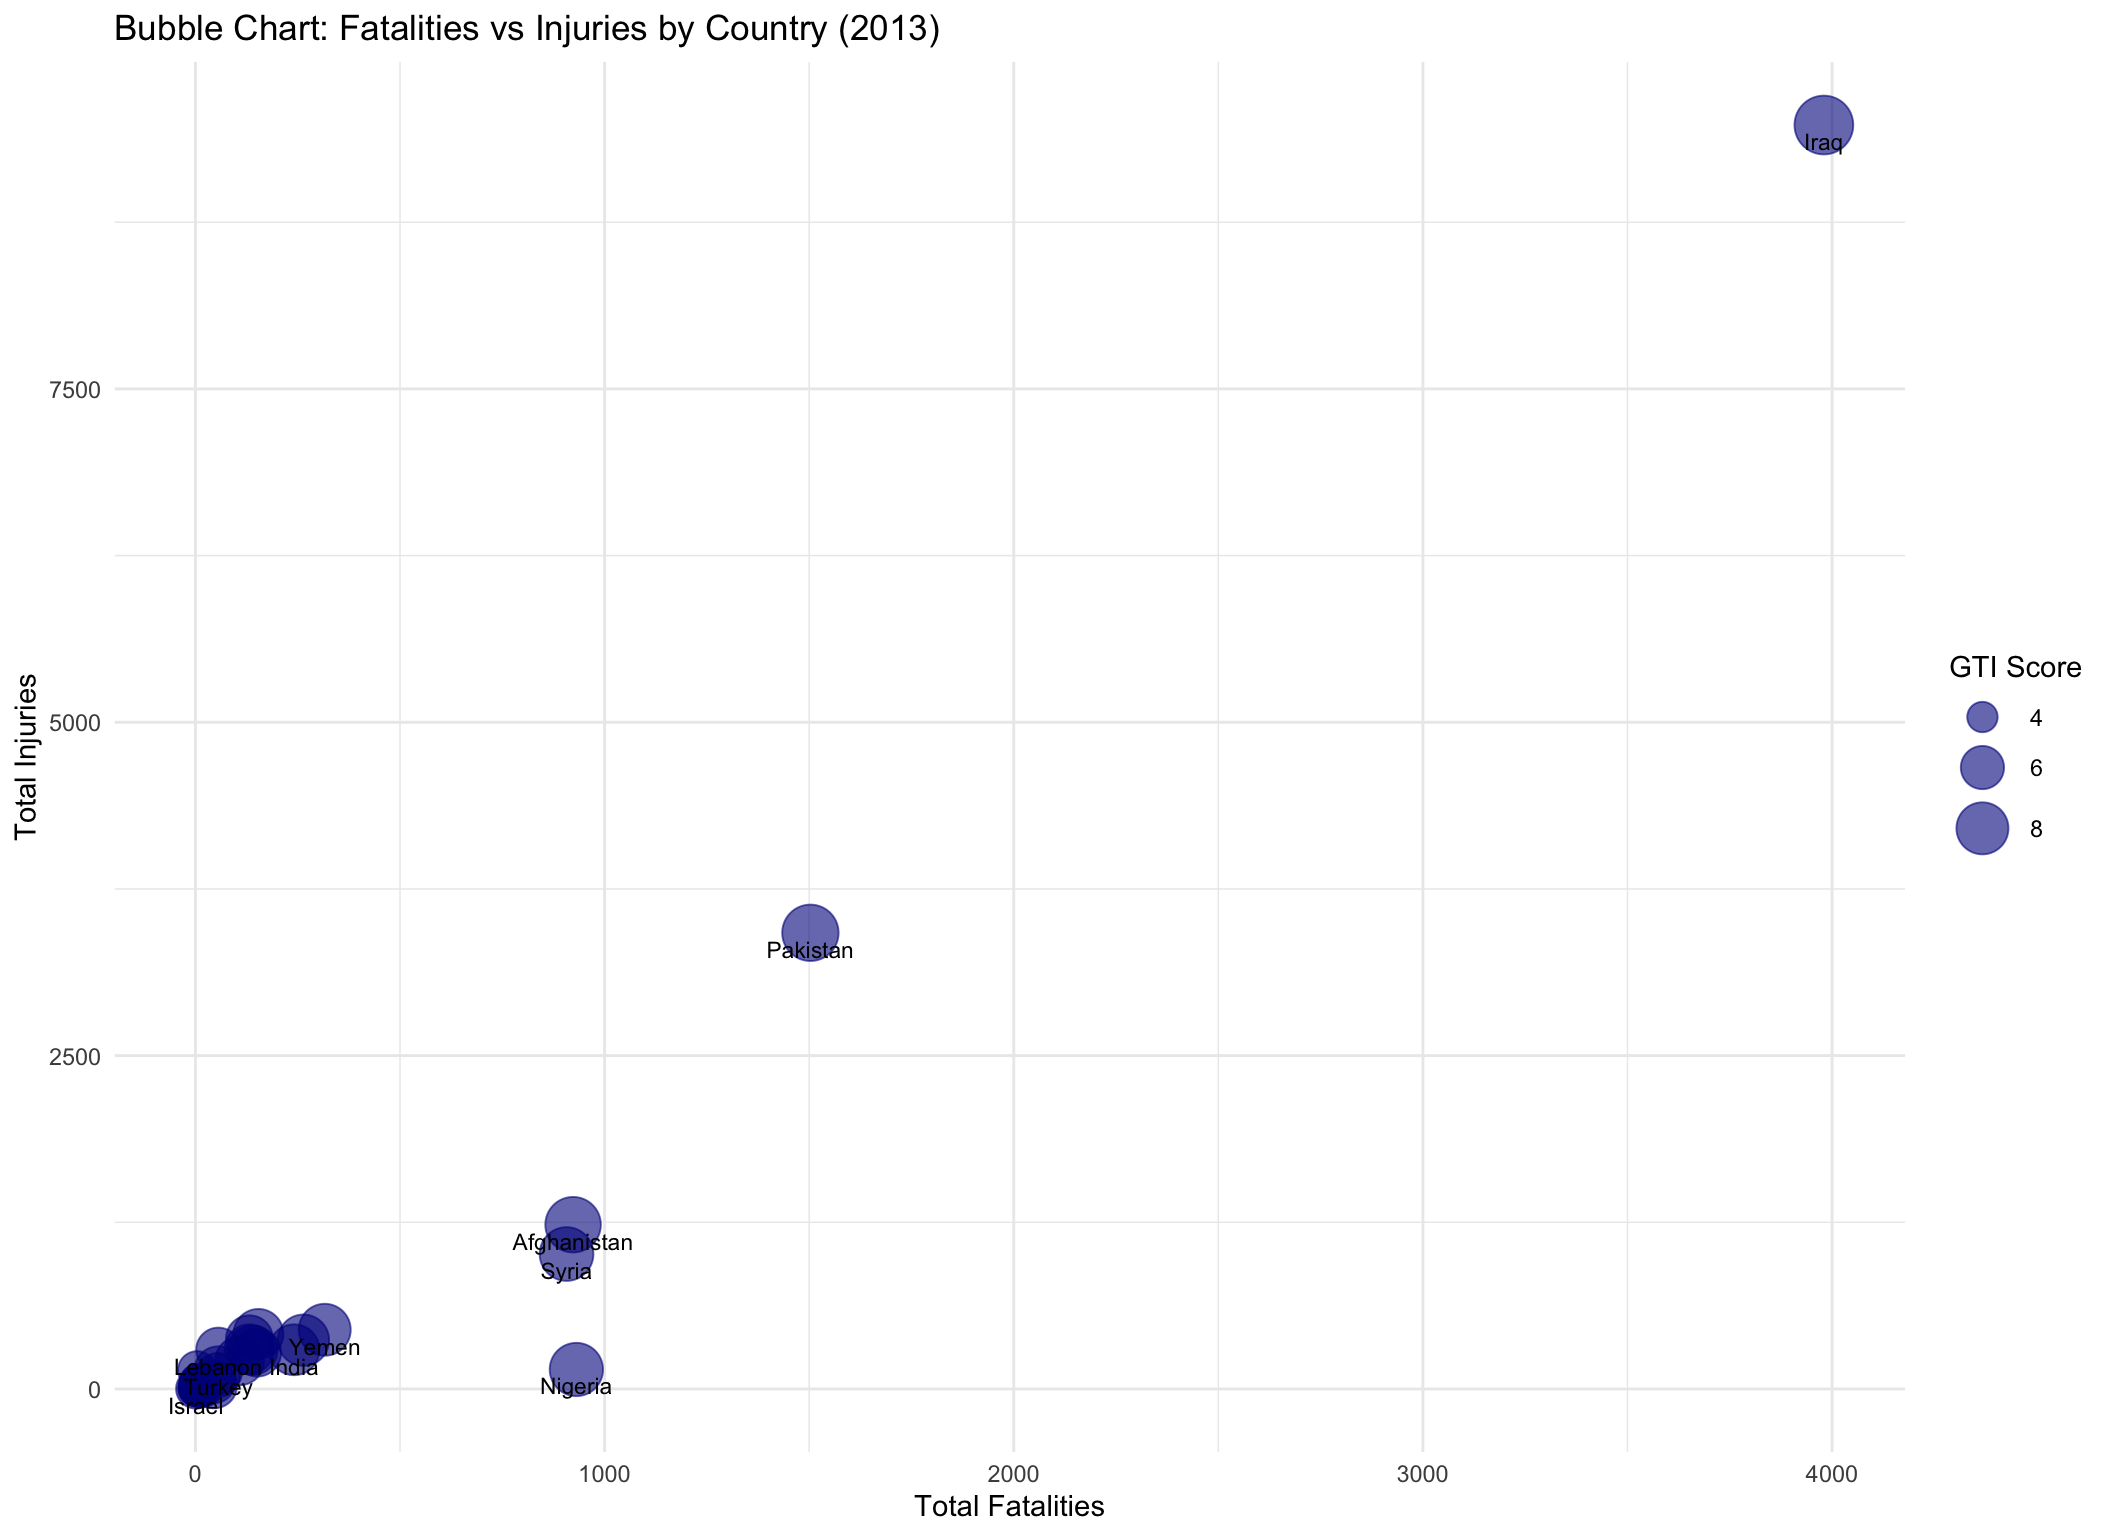 Bubble Chart: Fatalities vs Injuries by Country (2013)
Iraq
7500
5000
2500
0
Total Injuries
Pakistan
Afghanistan
Syria
Yemen
Lebanon India
Turkey
Israel
Nigeria
0 1000 2000 3000 4000
Total Fatalities
GTI Score
4
6
8